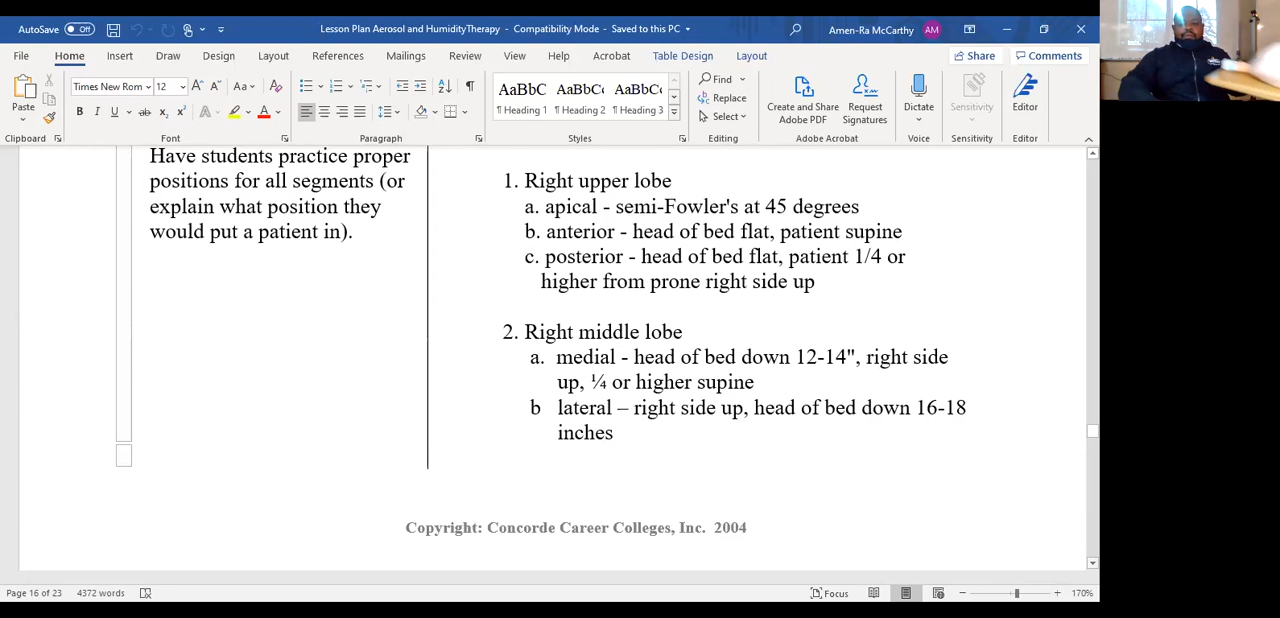 AutoSave Off
Lesson Plan Aerosol and HumidityTherapy - Compatibility Mode - Saved to this PC
Amen-Ra McCarthy AM
File Home Insert Draw Design Layout References Mailings Review View Help Acrobat Table Design Layout
Share Comments
Paste
Clipboard
Times New Rom 12
Font
Paragraph
AaBbC AaBbC AaBbC
Heading 1 Heading 2 Heading 3
Styles
Find
Replace
Select
Editing
Create and Share
Adobe PDF
Request
Signatures
Adobe Acrobat
Dictate
Voice
Sensitivity
Sensitivity
Editor
Editor
Have students practice proper
positions for all segments (or
explain what position they
would put a patient in).
1. Right upper lobe
a. apical - semi-Fowler's at 45 degrees
b. anterior - head of bed flat, patient supine
c. posterior - head of bed flat, patient 1/4 or
higher from prone right side up
2. Right middle lobe
a. medial - head of bed down 12-14", right side
up, ¼ or higher supine
b lateral – right side up, head of bed down 16-18
inches
Copyright: Concorde Career Colleges, Inc. 2004
Page 16 of 23 4372 words
Focus
170%